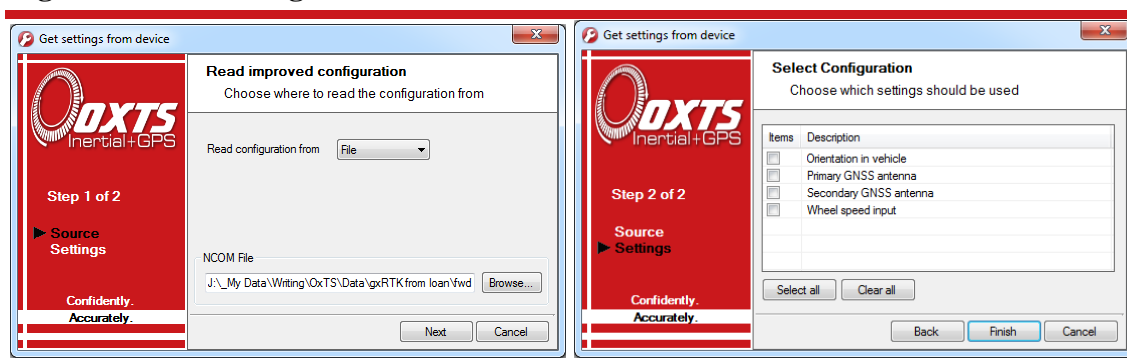 Get settings from device
OXTS
Inertial+GPS
Step 1 of 2
Source
Settings
Confidently.
Accurately.
Read improved configuration
Choose where to read the configuration from
Read configuration from File
NCOM File
J:\_My Data\Writing\OxTS\Data\gxRTK from loan\fwd Browse...
Next Cancel
Get settings from device
OXTS
Inertial+GPS
Step 2 of 2
Source
Settings
Confidently.
Accurately.
Select Configuration
Choose which settings should be used
Items Description
Orientation in vehicle
Primary GNSS antenna
Secondary GNSS antenna
Wheel speed input
Select all Clear all
Back Finish Cancel